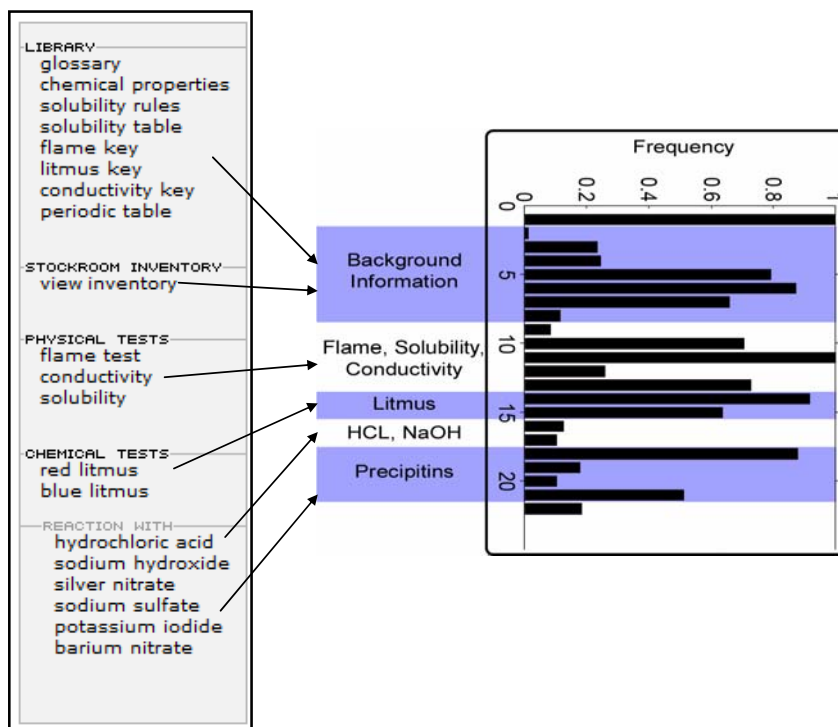 LIBRARY
glossary
chemical properties
solubility rules
solubility table
flame key
litmus key
conductivity key
periodic table
STOCKROOM INVENTORY
view inventory
PHYSICAL TESTS
flame test
conductivity
solubility
CHEMICAL TESTS
red litmus
blue litmus
REACTION WITH
hydrochloric acid
sodium hydroxide
silver nitrate
sodium sulfate
potassium iodide
barium nitrate
Background
Information
Flame, Solubility,
Conductivity
Litmus
HCL, NaOH
Precipitins
Frequency
0 0.2 0.4 0.6 0.8 1
0
5
10
15
20